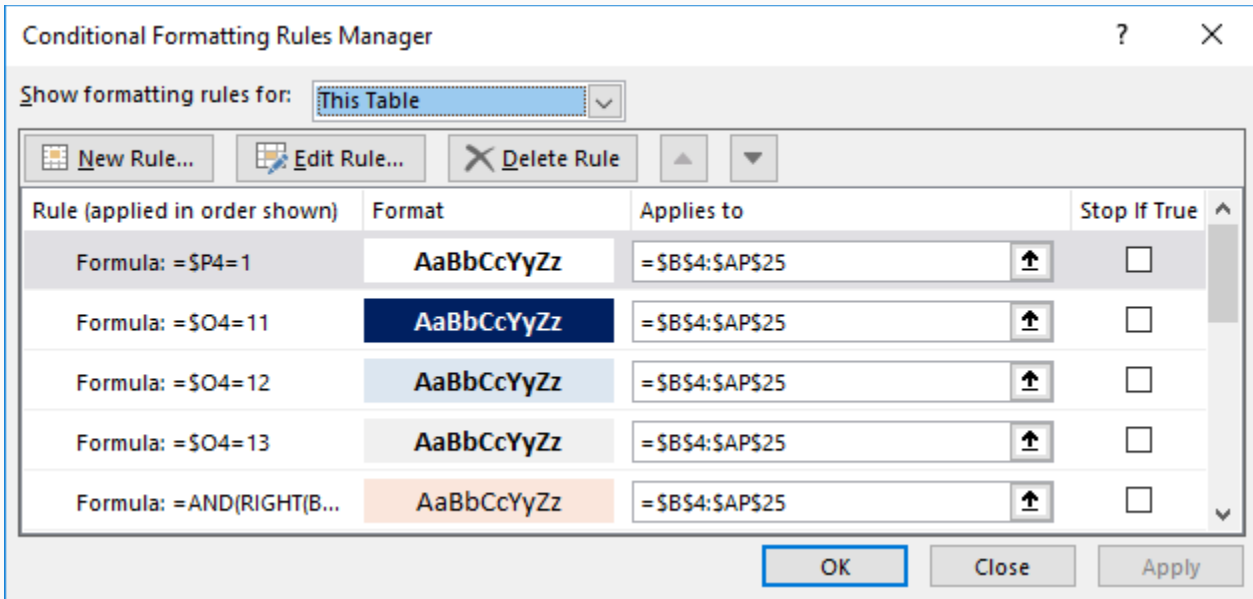 Conditional Formatting Rules Manager ?
Show formatting rules for: This Table
New Rule... Edit Rule... Delete Rule
Rule (applied in order shown) Format Applies to Stop If True
Formula: =$P4=1 AaBbCcYyZz =$B$4:$AP$25
Formula: =$O4=11 AaBbCcYyZz =$B$4:$AP$25
Formula: =$O4=12 AaBbCcYyZz =$B$4:$AP$25
Formula: =$O4=13 AaBbCcYyZz =$B$4:$AP$25
Formula: =AND(RIGHT(B... AaBbCcYyZz =$B$4:$AP$25
OK Close Apply